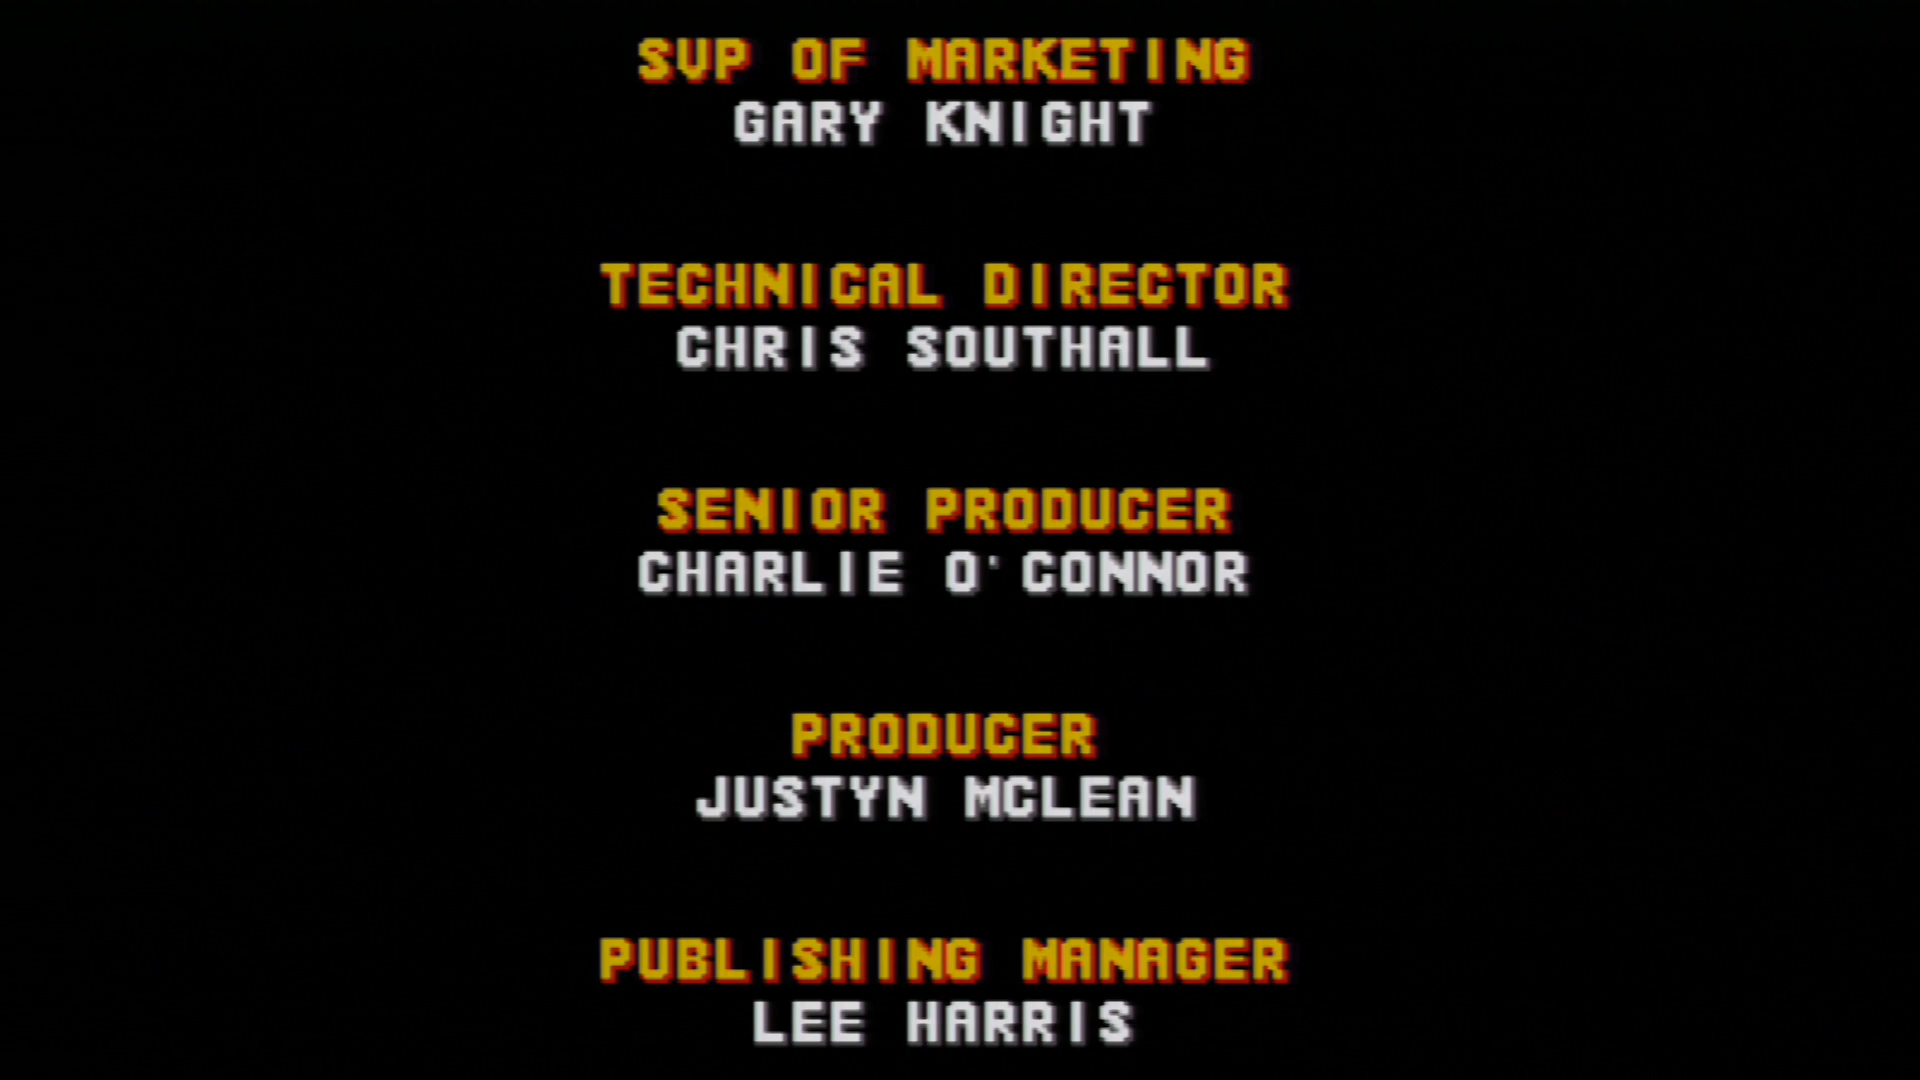 SVP OF MARKETING
GARY KNIGHT
TECHNICAL DIRECTOR
CHRIS SOUTHALL
SENIOR PRODUCER
CHARLIE O'CONNOR
PRODUCER
JUSTYN MCLEAN
PUBLISHING MANAGER
LEE HARRIS